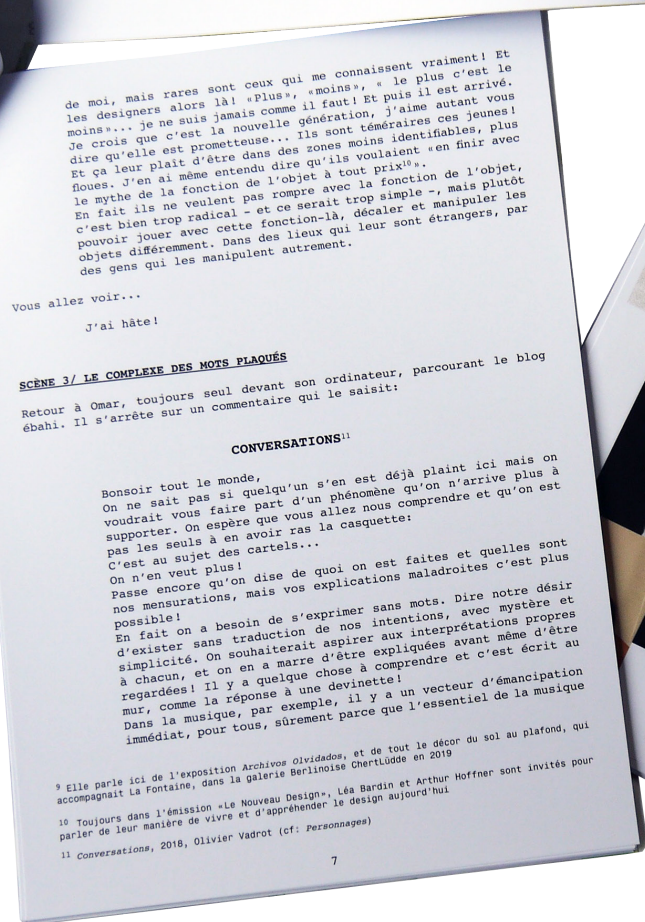 de moi, mais rares sont ceux qui me connaissent vraiment! Et
les designers alors là! «Plus», «moins», « le plus c'est le
moins»... je ne suis jamais comme il faut! Et puis il est arrivé.
Je crois que c'est la nouvelle génération, j'aime autant vous
dire qu'elle est prometteuse... Ils sont téméraires ces jeunes!
Et ça leur plaît d'être dans des zones moins identifiables, plus
floues. J'en ai même entendu dire qu'ils voulaient «en finir avec
le mythe de la fonction de l'objet à tout prix¹⁰».
En fait ils ne veulent pas rompre avec la fonction de l'objet,
c'est bien trop radical – et ce serait trop simple –, mais plutôt
pouvoir jouer avec cette fonction-là, décaler et manipuler les
objets différemment. Dans des lieux qui leur sont étrangers, par
des gens qui les manipulent autrement.
Vous allez voir...
J'ai hâte!
SCÈNE 3/ LE COMPLEXE DES MOTS PLAQUÉS
Retour à Omar, toujours seul devant son ordinateur, parcourant le blog
ébahi. Il s'arrête sur un commentaire qui le saisit:
CONVERSATIONS¹¹
Bonsoir tout le monde,
On ne sait pas si quelqu'un s'en est déjà plaint ici mais on
voudrait vous faire part d'un phénomène qu'on n'arrive plus à
supporter. On espère que vous allez nous comprendre et qu'on est
pas les seuls à en avoir ras la casquette:
C'est au sujet des cartels...
On n'en veut plus!
Passe encore qu'on dise de quoi on est faites et quelles sont
nos mensurations, mais vos explications maladroites c'est plus
possible!
En fait on a besoin de s'exprimer sans mots. Dire notre désir
d'exister sans traduction de nos intentions, avec mystère et
simplicité. On souhaiterait aspirer aux interprétations propres
à chacun, et on en a marre d'être expliquées avant même d'être
regardées! Il y a quelque chose à comprendre et c'est écrit au
mur, comme la réponse à une devinette!
Dans la musique, par exemple, il y a un vecteur d'émancipation
immédiat, pour tous, sûrement parce que l'essentiel de la musique
9 Elle parle ici de l'exposition Archivos Olvidados, et de tout le décor du sol au plafond, qui
accompagnait La Fontaine, dans la galerie Berlinoise ChertLüdde en 2019
10 Toujours dans l'émission «Le Nouveau Design», Léa Bardin et Arthur Hoffner sont invités pour
parler de leur manière de vivre et d'appréhender le design aujourd'hui
11 Conversations, 2018, Olivier Vadrot (cf: Personnages)
7